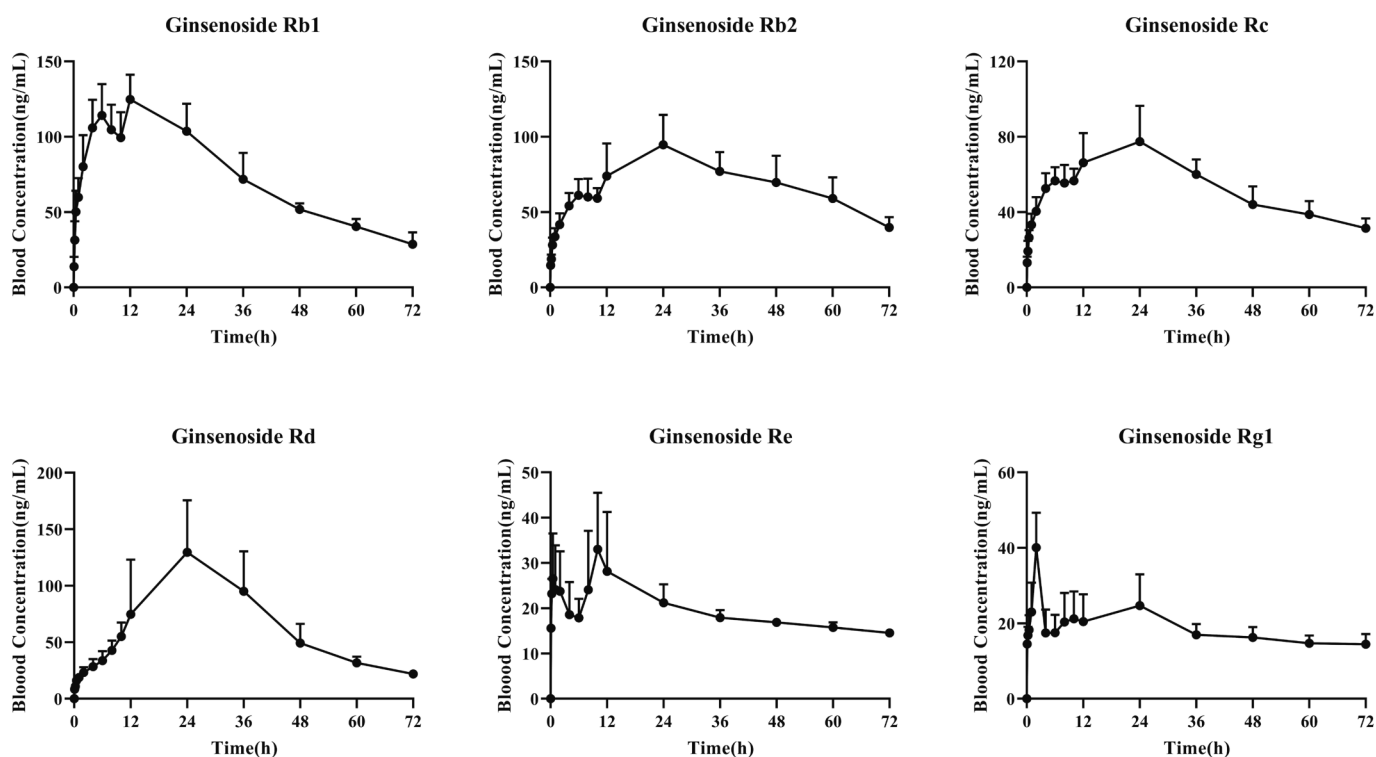 Ginsenoside Rb1
Blood Concentration(ng/mL)
150
100
50
0
0 12 24 36 48 60 72
Time(h)
Ginsenoside Rb2
Blood Concentration(ng/mL)
150
100
50
0
0 12 24 36 48 60 72
Time(h)
Ginsenoside Rc
Blood Concentration(ng/mL)
120
80
40
0
0 12 24 36 48 60 72
Time(h)
Ginsenoside Rd
Bloood Concentration(ng/mL)
200
150
100
50
0
0 12 24 36 48 60 72
Time(h)
Ginsenoside Re
Bloood Concentration(ng/mL)
50
40
30
20
10
0
0 12 24 36 48 60 72
Time(h)
Ginsenoside Rg1
Bloood Concentration(ng/mL)
60
40
20
0
0 12 24 36 48 60 72
Time(h)